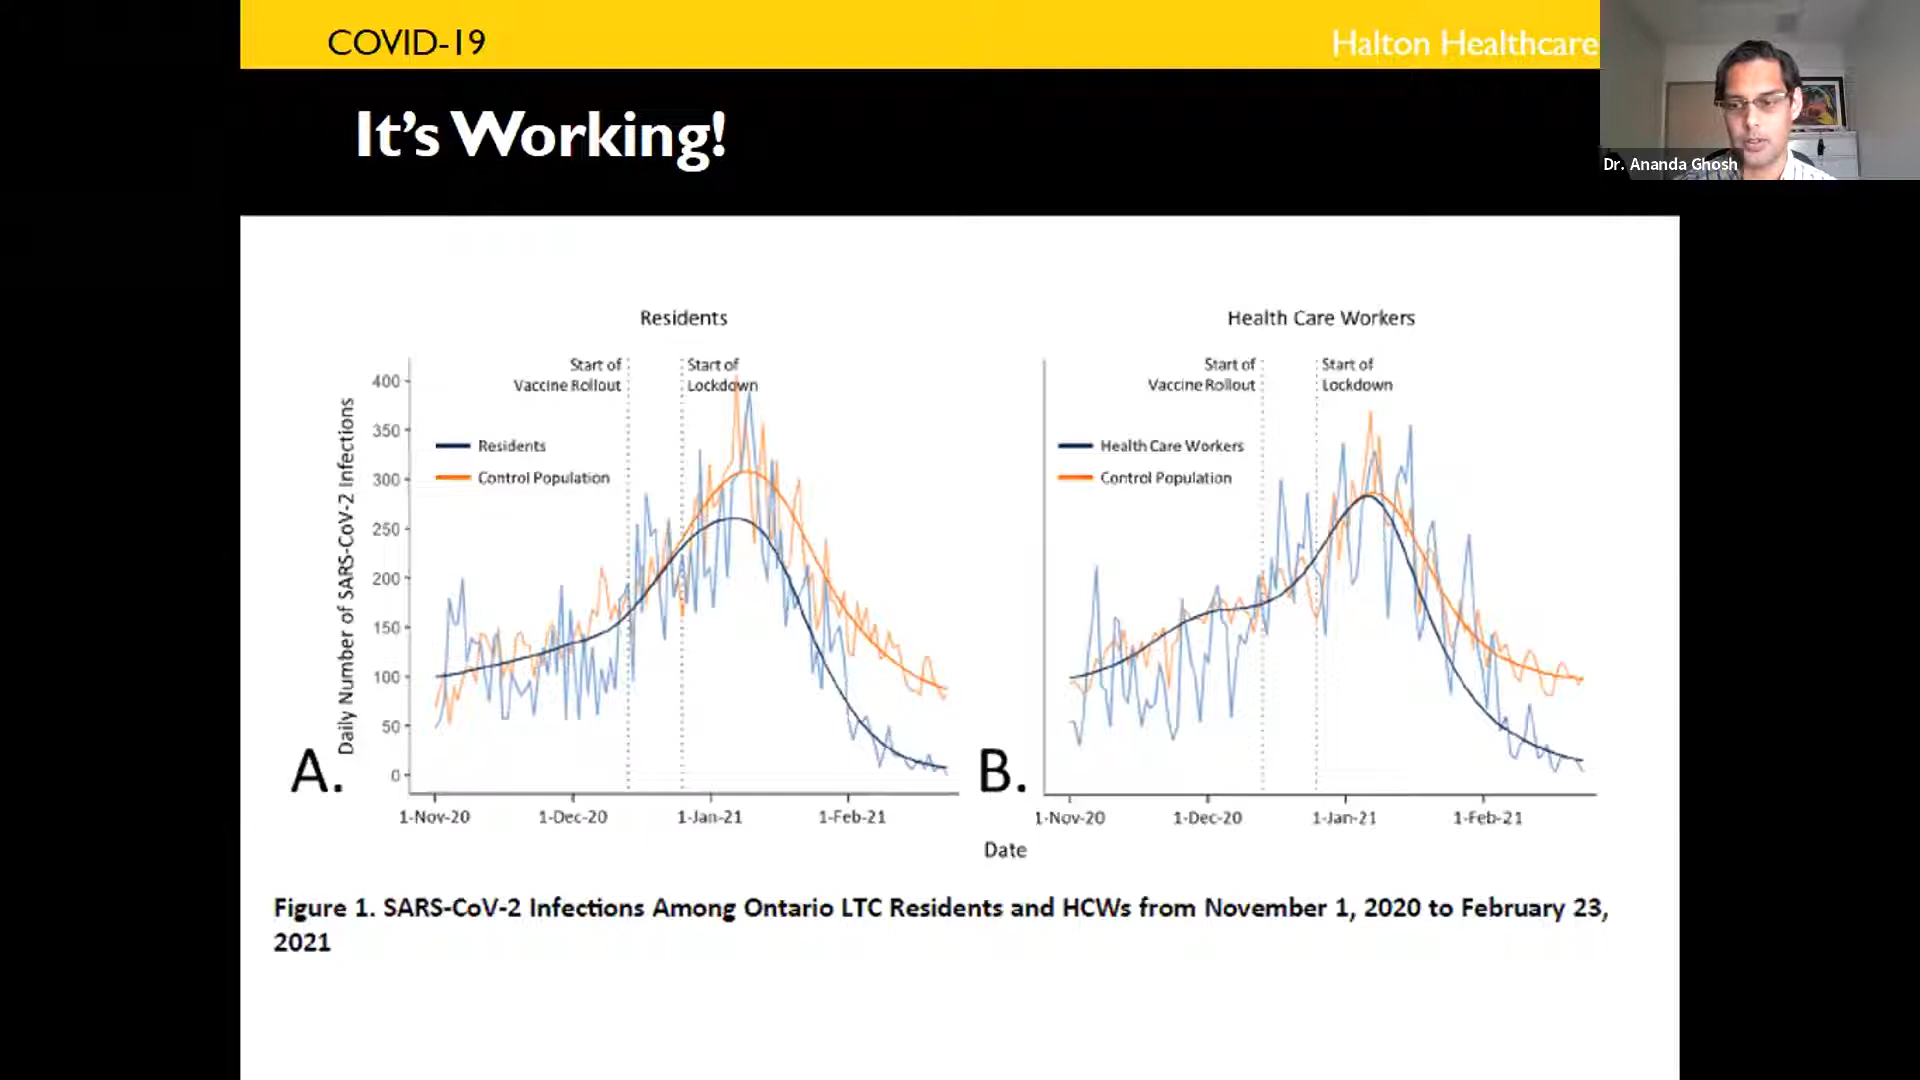 COVID-19
Halton Healthcare
It's Working!
Dr. Ananda Ghosh
Residents
Start of
Vaccine Rollout
Start of
Lockdown
Daily Number of SARS-CoV-2 Infections
400
350
300
250
200
150
100
50
0
Residents
Control Population
A.
1-Nov-20
1-Dec-20
1-Jan-21
1-Feb-21
Health Care Workers
Start of
Vaccine Rollout
Start of
Lockdown
Health Care Workers
Control Population
B.
1-Nov-20
1-Dec-20
1-Jan-21
1-Feb-21
Date
Figure 1. SARS-CoV-2 Infections Among Ontario LTC Residents and HCWs from November 1, 2020 to February 23,
2021